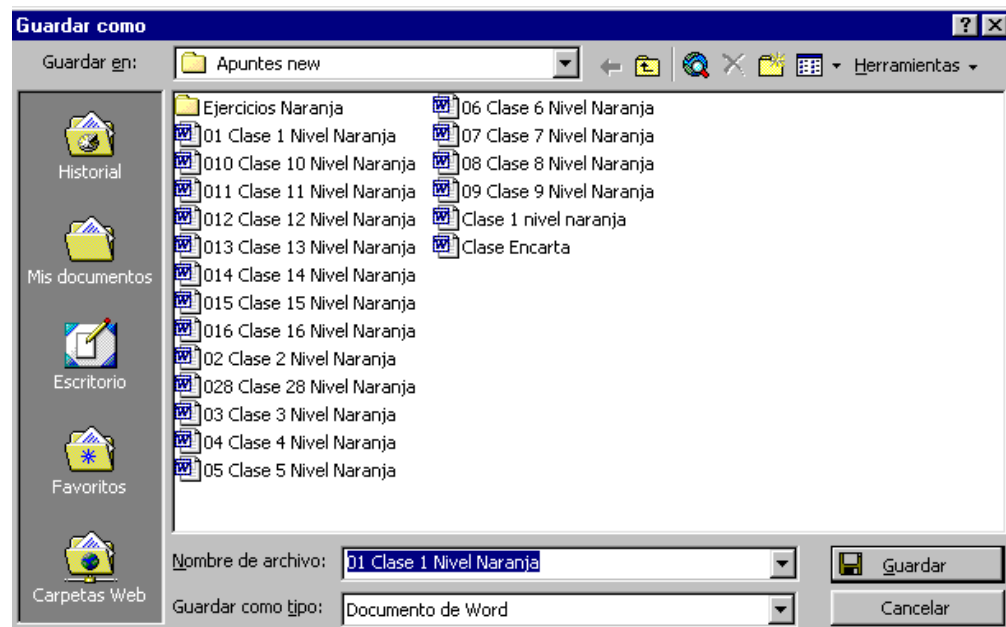 Guardar como
Guardar en:
Apuntes new
Herramientas
Historial
Mis documentos
Escritorio
Favoritos
Carpetas Web
Ejercicios Naranja
01 Clase 1 Nivel Naranja
010 Clase 10 Nivel Naranja
011 Clase 11 Nivel Naranja
012 Clase 12 Nivel Naranja
013 Clase 13 Nivel Naranja
014 Clase 14 Nivel Naranja
015 Clase 15 Nivel Naranja
016 Clase 16 Nivel Naranja
02 Clase 2 Nivel Naranja
028 Clase 28 Nivel Naranja
03 Clase 3 Nivel Naranja
04 Clase 4 Nivel Naranja
05 Clase 5 Nivel Naranja
06 Clase 6 Nivel Naranja
07 Clase 7 Nivel Naranja
08 Clase 8 Nivel Naranja
09 Clase 9 Nivel Naranja
Clase 1 nivel naranja
Clase Encarta
Nombre de archivo:
01 Clase 1 Nivel Naranja
Guardar
Guardar como tipo:
Documento de Word
Cancelar